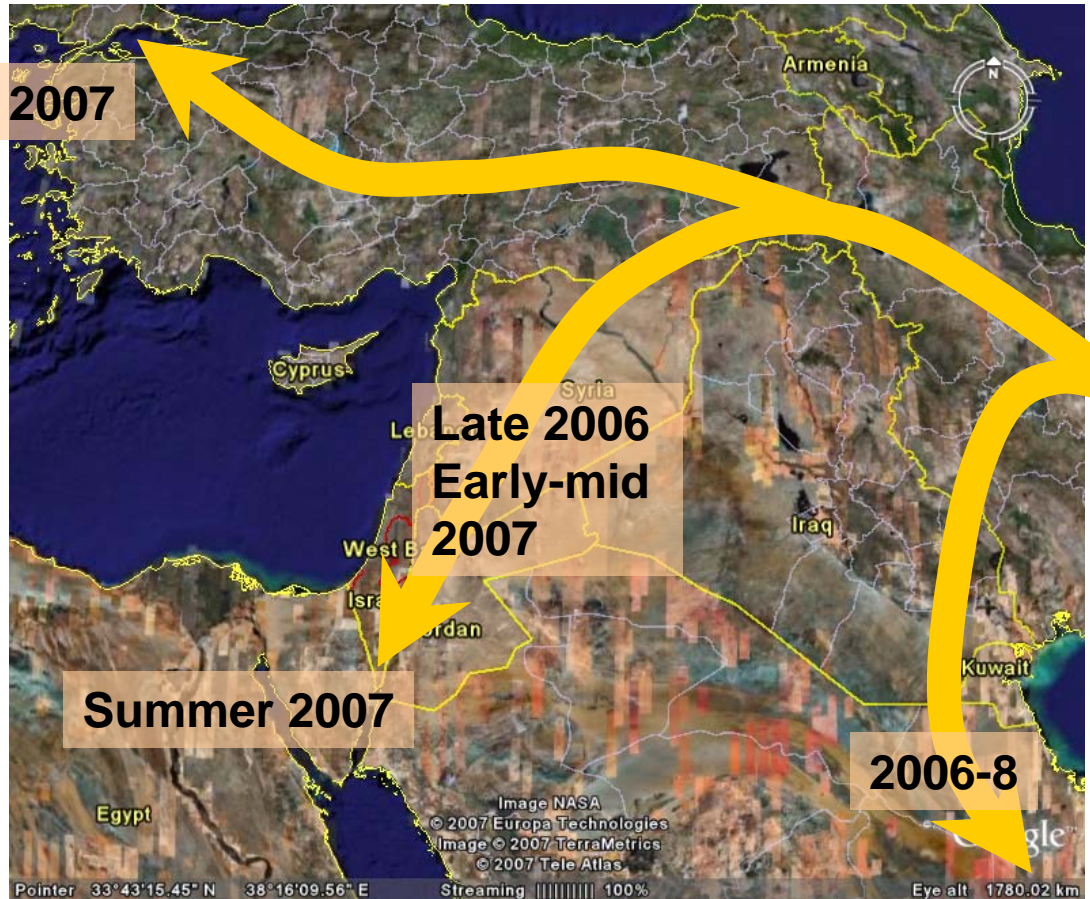 Armenia
N
2007
Cyprus
Syria
Late 2006
Early-mid
2007
Iraq
West B
Isra
ordan
Kuwait
Summer 2007
2006-8
Egypt
Image NASA
© 2007 Europa Technologies
Image © 2007 TerraMetrics
© 2007 Tele Atlas
Pointer 33°43'15.45" N 38°16'09.56" E Streaming |||||||||| 100% Eye alt 1780.02 km